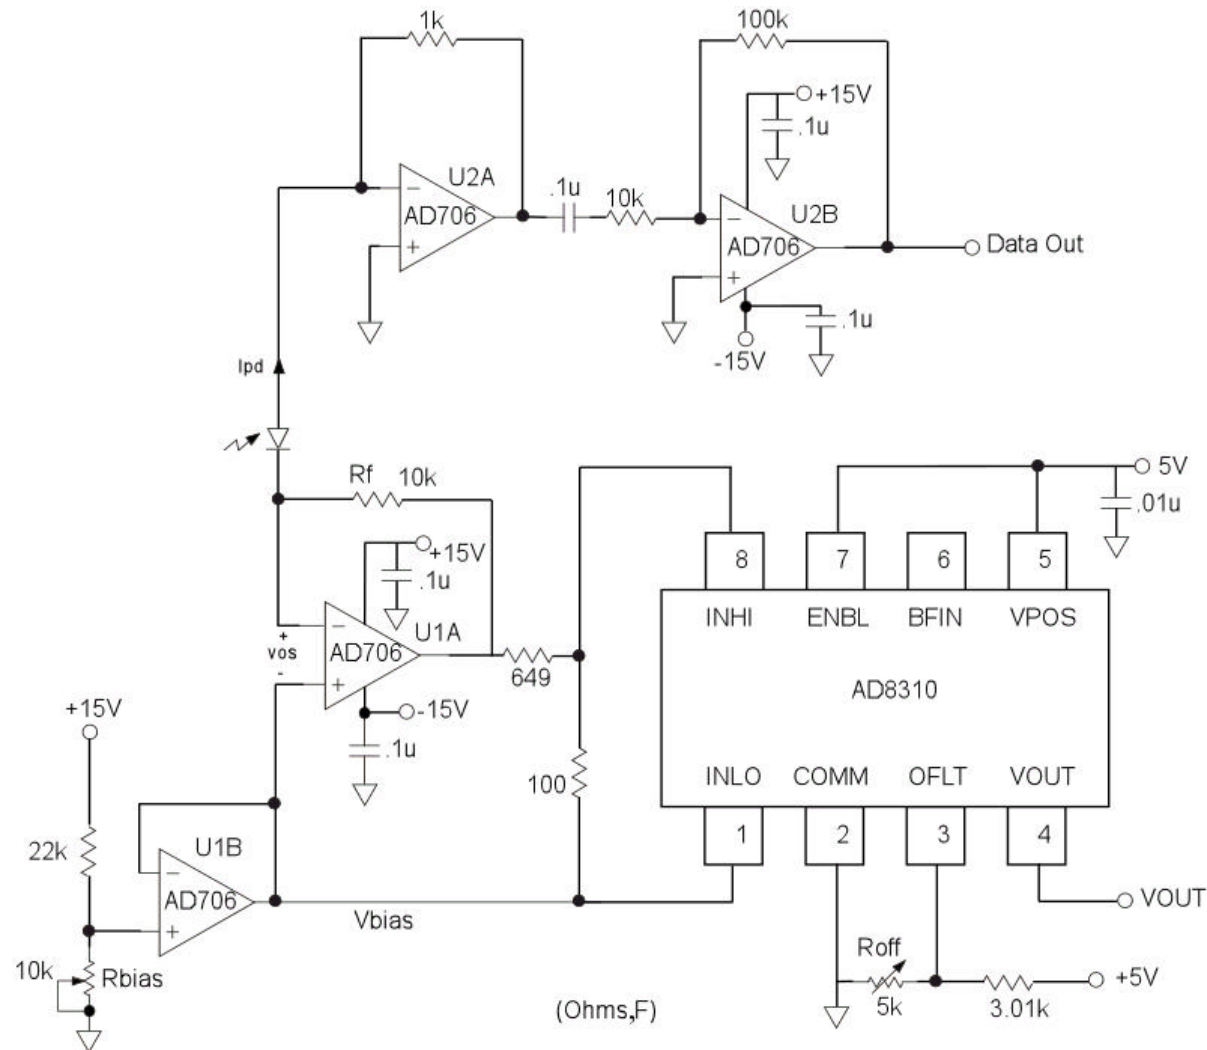 1k
100k
+15V
.1u
U2A
AD706
−
+
.1u
10k
U2B
−
AD706
+
Data Out
-15V
.1u
Ipd
Rf 10k
+15V
.1u
U1A
−
AD706
+
+
vos
-
649
-15V
.1u
100
5V
.01u
8 7 6 5
INHI ENBL BFIN VPOS
AD8310
INLO COMM OFLT VOUT
1 2 3 4
VOUT
+15V
22k
U1B
−
AD706
+
Vbias
10k Rbias
Roff
5k
3.01k
+5V
(Ohms,F)